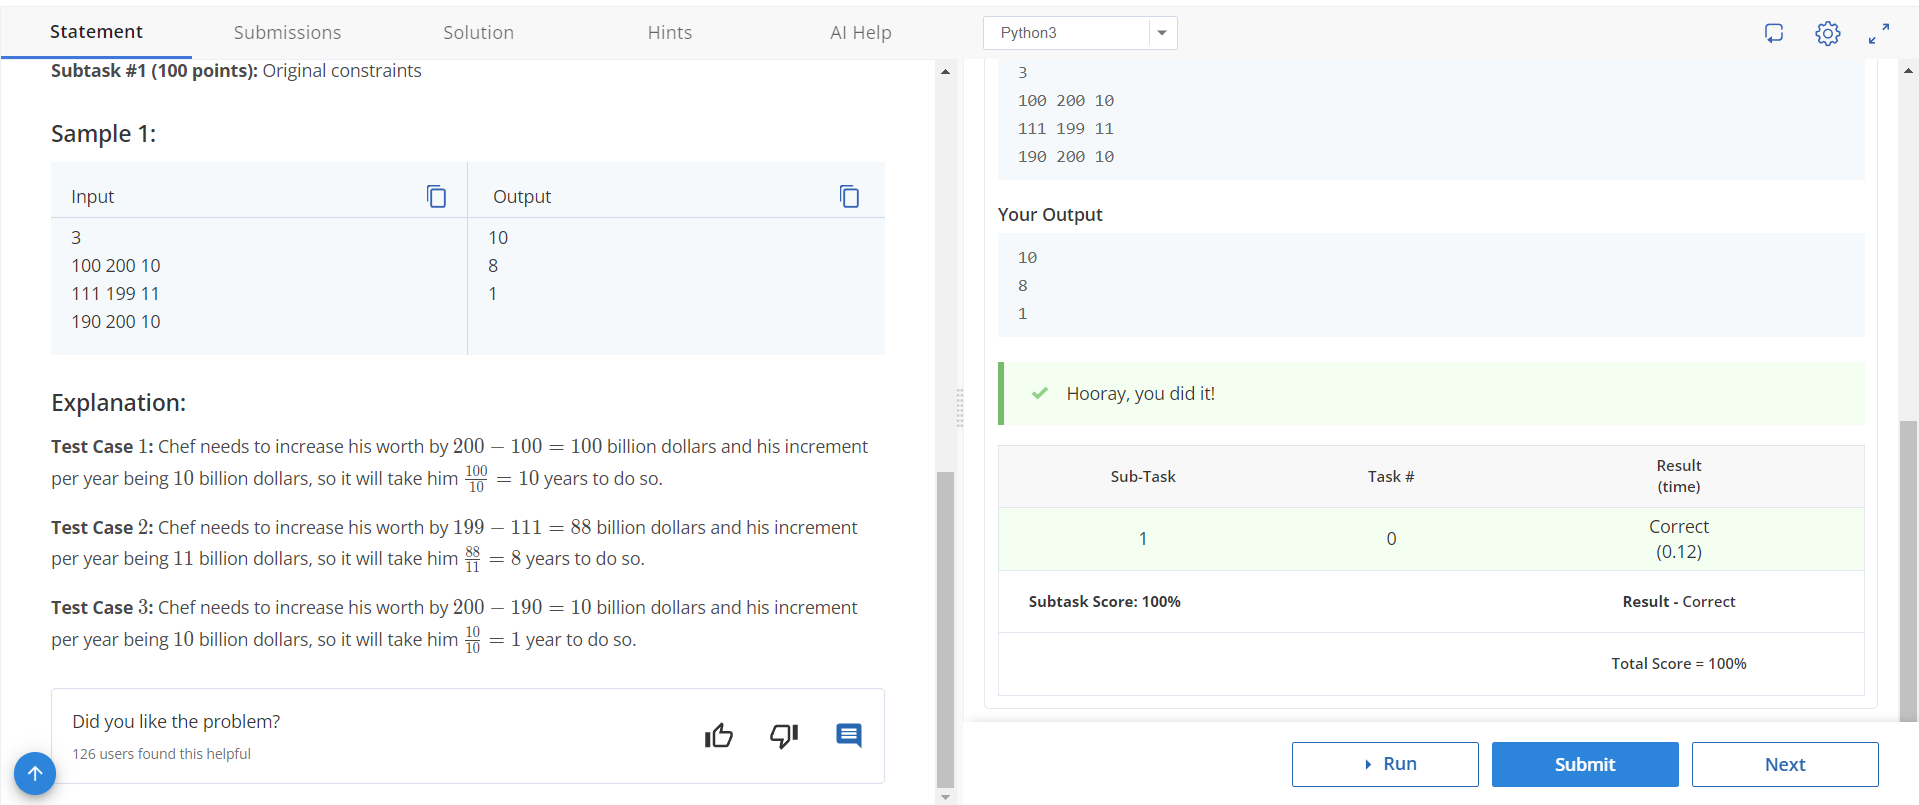 Statement
Submissions
Solution
Hints
AI Help
Python3
Subtask #1 (100 points): Original constraints
Sample 1:
Input
Output
3
100 200 10
111 199 11
190 200 10
10
8
1
Explanation:
Test Case 1: Chef needs to increase his worth by 200 − 100 = 100 billion dollars and his increment
per year being 10 billion dollars, so it will take him 100/10 = 10 years to do so.
Test Case 2: Chef needs to increase his worth by 199 − 111 = 88 billion dollars and his increment
per year being 11 billion dollars, so it will take him 88/11 = 8 years to do so.
Test Case 3: Chef needs to increase his worth by 200 − 190 = 10 billion dollars and his increment
per year being 10 billion dollars, so it will take him 10/10 = 1 year to do so.
Did you like the problem?
126 users found this helpful
3
100 200 10
111 199 11
190 200 10
Your Output
10
8
1
Hooray, you did it!
Sub-Task
Task #
Result
(time)
1
0
Correct
(0.12)
Subtask Score: 100%
Result - Correct
Total Score = 100%
Run
Submit
Next